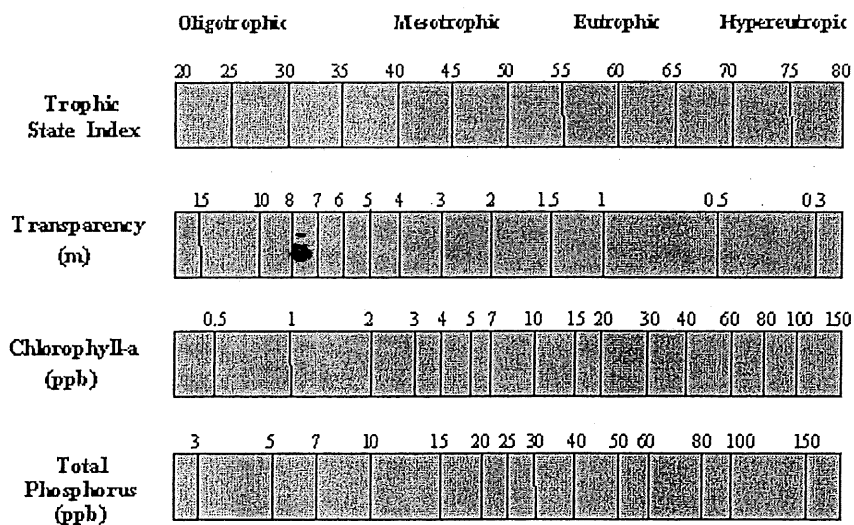 Oligotrophic Mesotrophic Eutrophic Hypereutropic
20 25 30 35 40 45 50 55 60 65 70 75 80
Trophic
State Index
15 10 8 7 6 5 4 3 2 1.5 1 0.5 0.3
Transparency
(m)
0.5 1 2 3 4 5 7 10 15 20 30 40 60 80 100 150
Chlorophyll-a
(ppb)
3 5 7 10 15 20 25 30 40 50 60 80 100 150
Total
Phosphorus
(ppb)